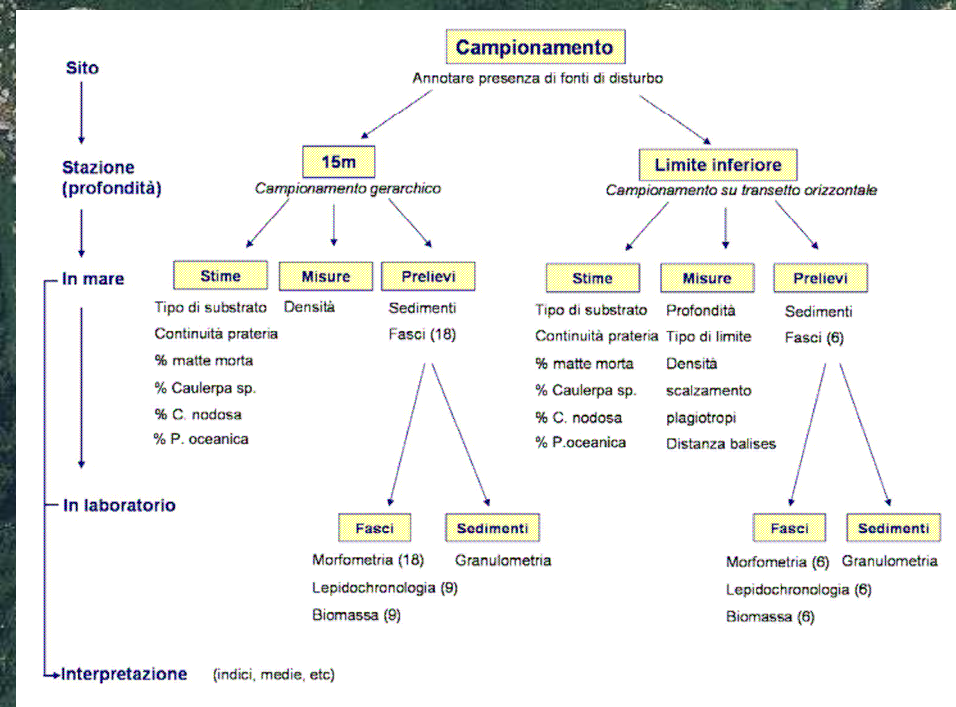 Campionamento
Annotare presenza di fonti di disturbo
Sito
Stazione
(profondità)
15m
Campionamento gerarchico
Limite inferiore
Campionamento su transetto orizzontale
In mare
Stime
Tipo di substrato
Continuità prateria
% matte morta
% Caulerpa sp.
% C. nodosa
% P. oceanica
Misure
Densità
Prelievi
Sedimenti
Fasci (18)
Stime
Tipo di substrato
Continuità prateria
% matte morta
% Caulerpa sp.
% C. nodosa
% P.oceanica
Misure
Profondità
Tipo di limite
Densità
scalzamento
plagiotropi
Distanza balises
Prelievi
Sedimenti
Fasci (6)
In laboratorio
Fasci
Morfometria (18)
Lepidochronologia (9)
Biomassa (9)
Sedimenti
Granulometria
Fasci
Morfometria (6)
Lepidochronologia (6)
Biomassa (6)
Sedimenti
Granulometria
Interpretazione (indici, medie, etc)